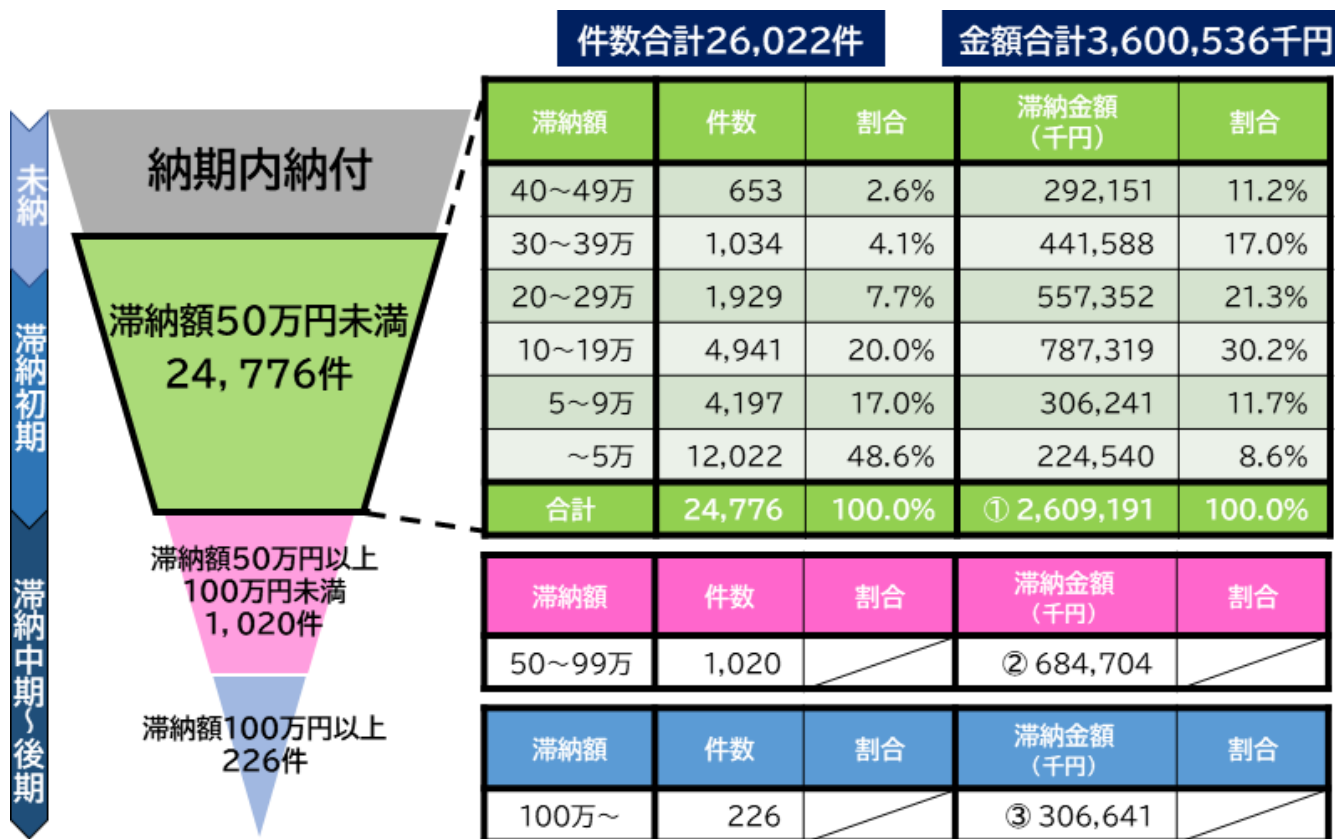 件数合計26,022件 金額合計3,600,536千円
未納
滞納初期
滞納中期～後期
納期内納付
滞納額50万円未満
24,776件
滞納額50万円以上
100万円未満
1,020件
滞納額100万円以上
226件
滞納額 件数 割合 滞納金額（千円） 割合
40～49万 653 2.6% 292,151 11.2%
30～39万 1,034 4.1% 441,588 17.0%
20～29万 1,929 7.7% 557,352 21.3%
10～19万 4,941 20.0% 787,319 30.2%
5～9万 4,197 17.0% 306,241 11.7%
～5万 12,022 48.6% 224,540 8.6%
合計 24,776 100.0% ① 2,609,191 100.0%
滞納額 件数 割合 滞納金額（千円） 割合
50～99万 1,020 ② 684,704
滞納額 件数 割合 滞納金額（千円） 割合
100万～ 226 ③ 306,641